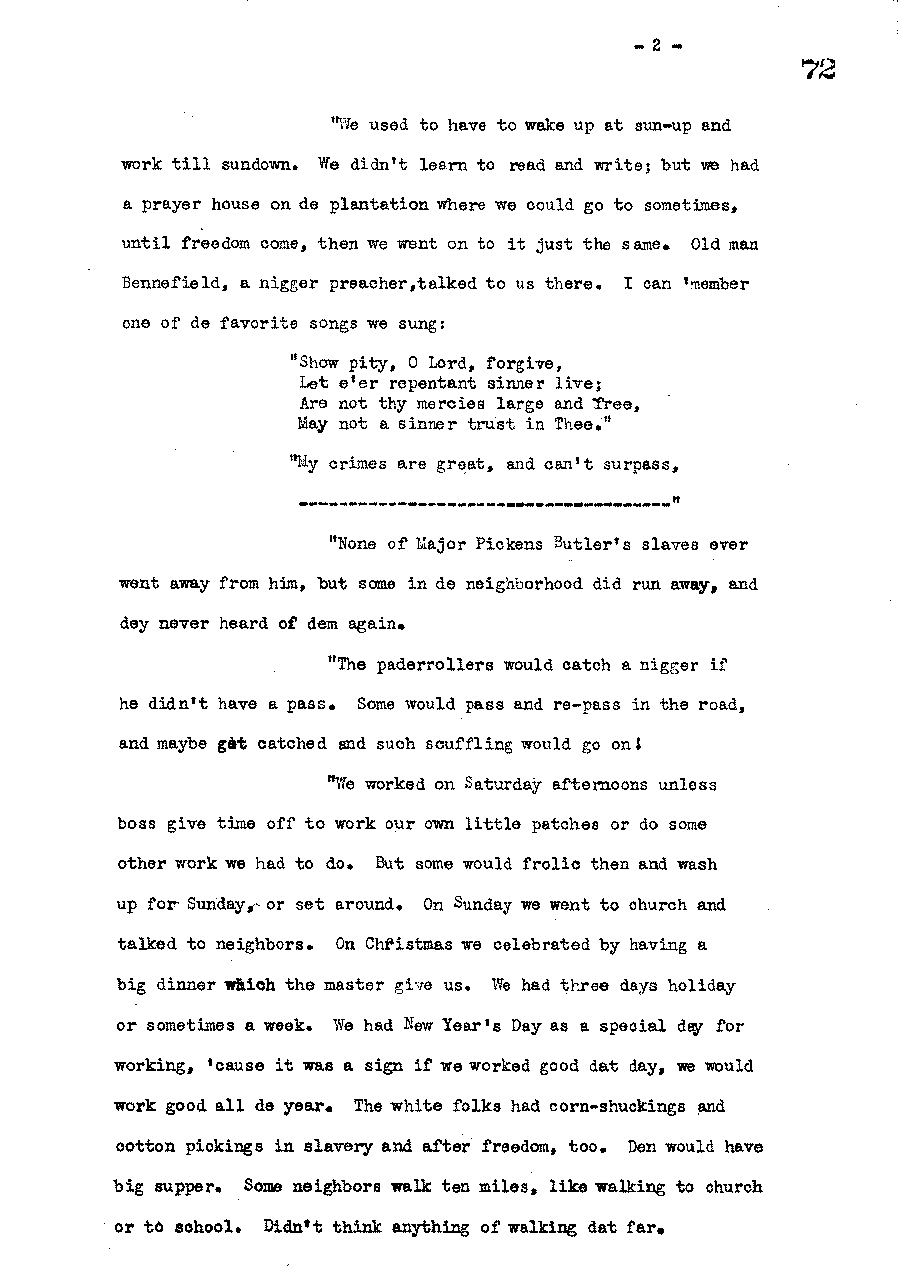 - 2 -
72
"We used to have to wake up at sun-up and
work till sundown. We didn't learn to read and write; but we had
a prayer house on de plantation where we could go to sometimes,
until freedom come, then we went on to it just the same. Old man
Bennefield, a nigger preacher,talked to us there. I can 'member
one of de favorite songs we sung:
"Show pity, O Lord, forgive,
Let e'er repentant sinner live;
Are not thy mercies large and free,
May not a sinner trust in Thee."
"My crimes are great, and can't surpass,
--------------------------------------"
"None of Major Pickens Butler's slaves ever
went away from him, but some in de neighborhood did run away, and
dey never heard of dem again.
"The paderrollers would catch a nigger if
he didn't have a pass. Some would pass and re-pass in the road,
and maybe get catched and such scuffling would go on!
"We worked on Saturday afternoons unless
boss give time off to work our own little patches or do some
other work we had to do. But some would frolic then and wash
up for Sunday, or set around. On Sunday we went to church and
talked to neighbors. On Christmas we celebrated by having a
big dinner which the master give us. We had three days holiday
or sometimes a week. We had New Year's Day as a special day for
working, 'cause it was a sign if we worked good dat day, we would
work good all de year. The white folks had corn-shuckings and
cotton pickings in slavery and after freedom, too. Den would have
big supper. Some neighbors walk ten miles, like walking to church
or to school. Didn't think anything of walking dat far.